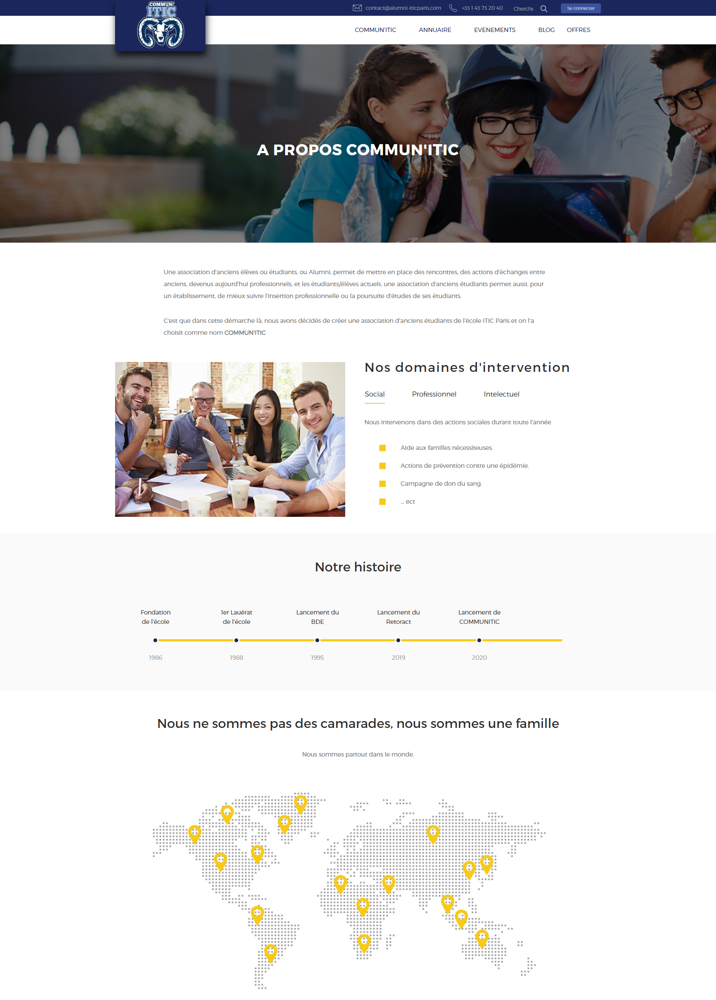 COMMUN'
ITIC
contact@alumni-iticparis.com
+33 1 43 73 20 40
Cherche
Se connecter
COMMUN'ITIC
ANNUAIRE
EVENEMENTS
BLOG
OFFRES
A PROPOS COMMUN'ITIC
Une association d'anciens élèves ou étudiants, ou Alumni, permet de mettre en place des rencontres, des actions d'échanges entre
anciens, devenus aujourd'hui professionnels, et les étudiants/élèves actuels. une association d'anciens étudiants permet aussi, pour
un établissement, de mieux suivre l'insertion professionnelle ou la poursuite d'études de ses étudiants.
C'est que dans cette démarche là, nous avons décidés de créer une association d'anciens étudiants de l'école ITIC Paris et on l'a
choisit comme nom COMMUN'ITIC
Nos domaines d'intervention
Social
Professionnel
Intelectuel
Nous intervenons dans des actions sociales durant toute l'année
Aide aux familles nécessiteuses.
Actions de prévention contre une épidémie.
Campagne de don du sang.
... ect
Notre histoire
Fondation
de l'école
1er Lauérat
de l'école
Lancement du
BDE
Lancement du
Retoract
Lancement de
COMMUNITIC
1986
1988
1995
2019
2020
Nous ne sommes pas des camarades, nous sommes une famille
Nous sommes partout dans le monde.